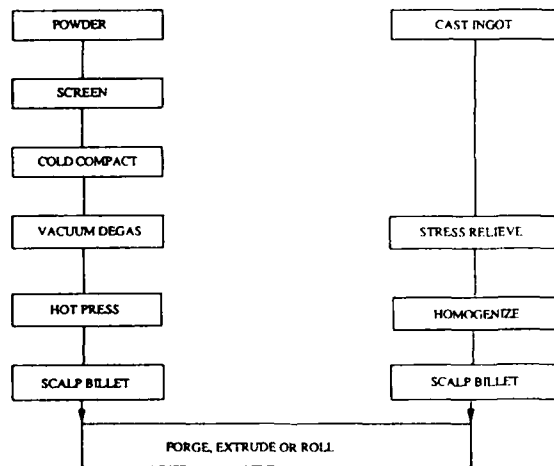 POWDER
CAST INGOT
SCREEN
COLD COMPACT
VACUUM DEGAS
STRESS RELIEVE
HOT PRESS
HOMOGENIZE
SCALP BILLET
SCALP BILLET
FORGE, EXTRUDE OR ROLL